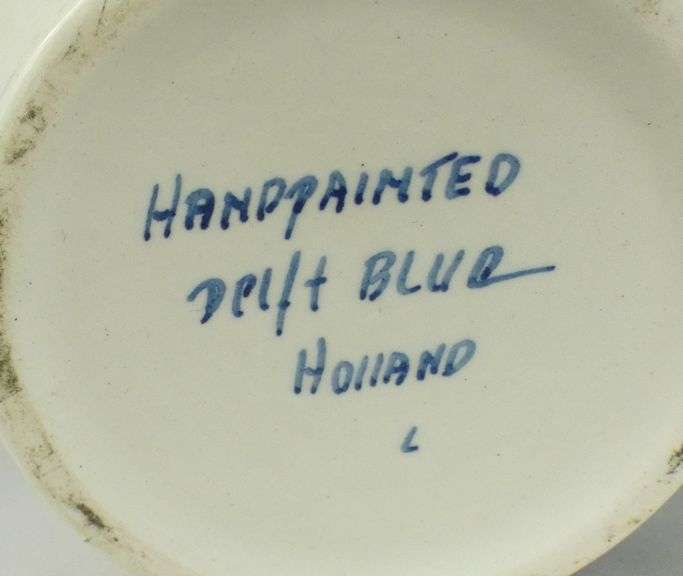 HANDPAINTED
Delft BLUE
HOLLAND
L